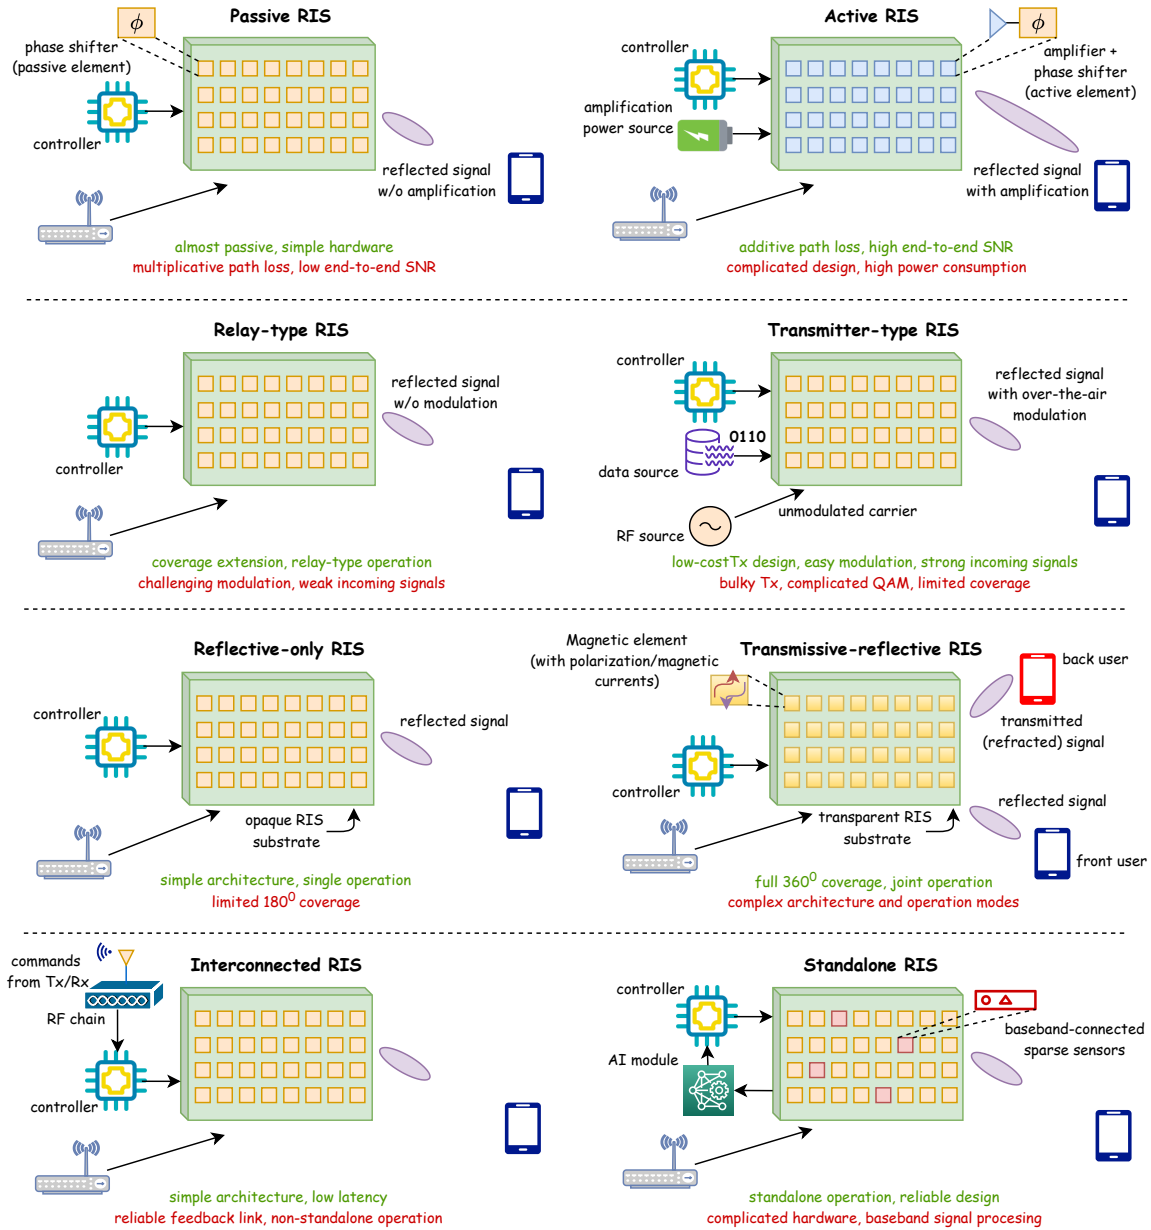 Passive RIS
ϕ
phase shifter
(passive element)
controller
reflected signal
w/o amplification
almost passive, simple hardware
multiplicative path loss, low end-to-end SNR
Active RIS
ϕ
controller
amplification
power source
amplifier +
phase shifter
(active element)
reflected signal
with amplification
additive path loss, high end-to-end SNR
complicated design, high power consumption
Relay-type RIS
controller
reflected signal
w/o modulation
coverage extension, relay-type operation
challenging modulation, weak incoming signals
Transmitter-type RIS
controller
0110
data source
RF source
unmodulated carrier
reflected signal
with over-the-air
modulation
low-costTx design, easy modulation, strong incoming signals
bulky Tx, complicated QAM, limited coverage
Reflective-only RIS
controller
reflected signal
opaque RIS
substrate
simple architecture, single operation
limited 180⁰ coverage
Transmissive-reflective RIS
Magnetic element
(with polarization/magnetic
currents)
controller
back user
transmitted
(refracted) signal
reflected signal
transparent RIS
substrate
front user
full 360⁰ coverage, joint operation
complex architecture and operation modes
Interconnected RIS
commands
from Tx/Rx
RF chain
controller
simple architecture, low latency
reliable feedback link, non-standalone operation
Standalone RIS
controller
AI module
baseband-connected
sparse sensors
standalone operation, reliable design
complicated hardware, baseband signal procesing